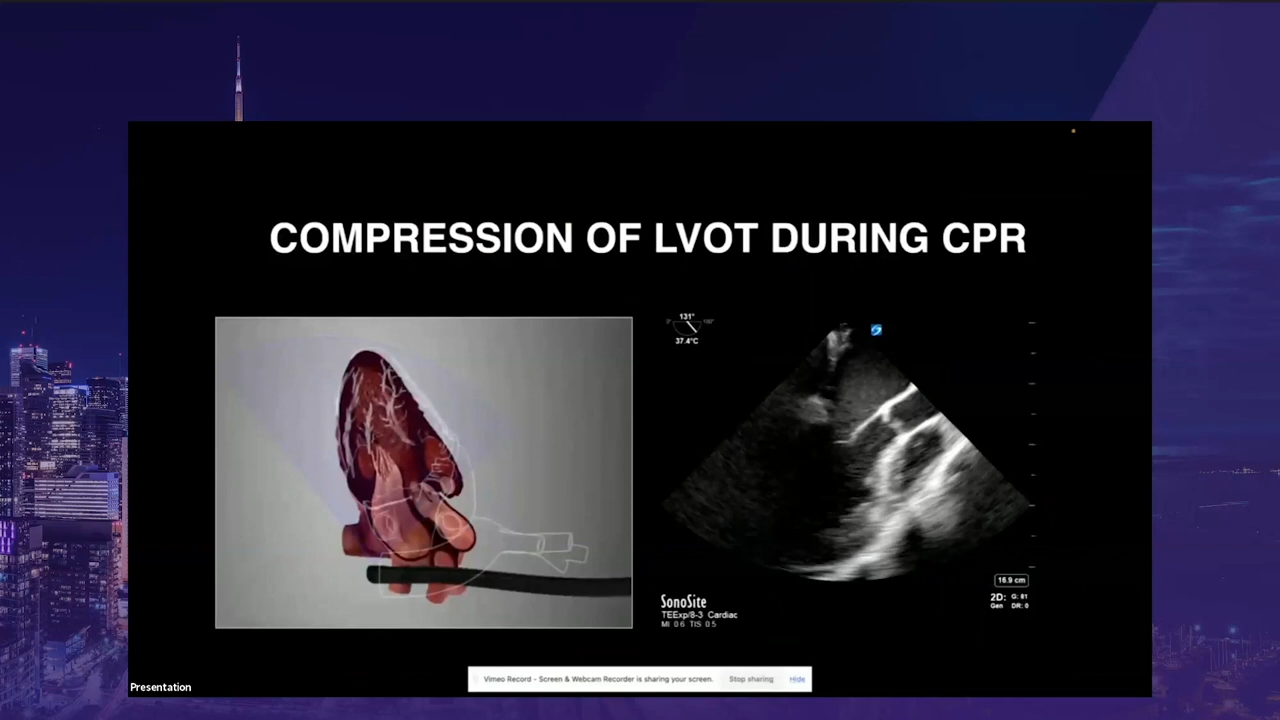 COMPRESSION OF LVOT DURING CPR
131°
37.4°C
16.9 cm
2D: G: 81
Gen DR: 0
SonoSite
TEExp/8-3 Cardiac
MI 0.6 TIS 0.5
Vimeo Record - Screen & Webcam Recorder is sharing your screen. Stop sharing Hide
Presentation